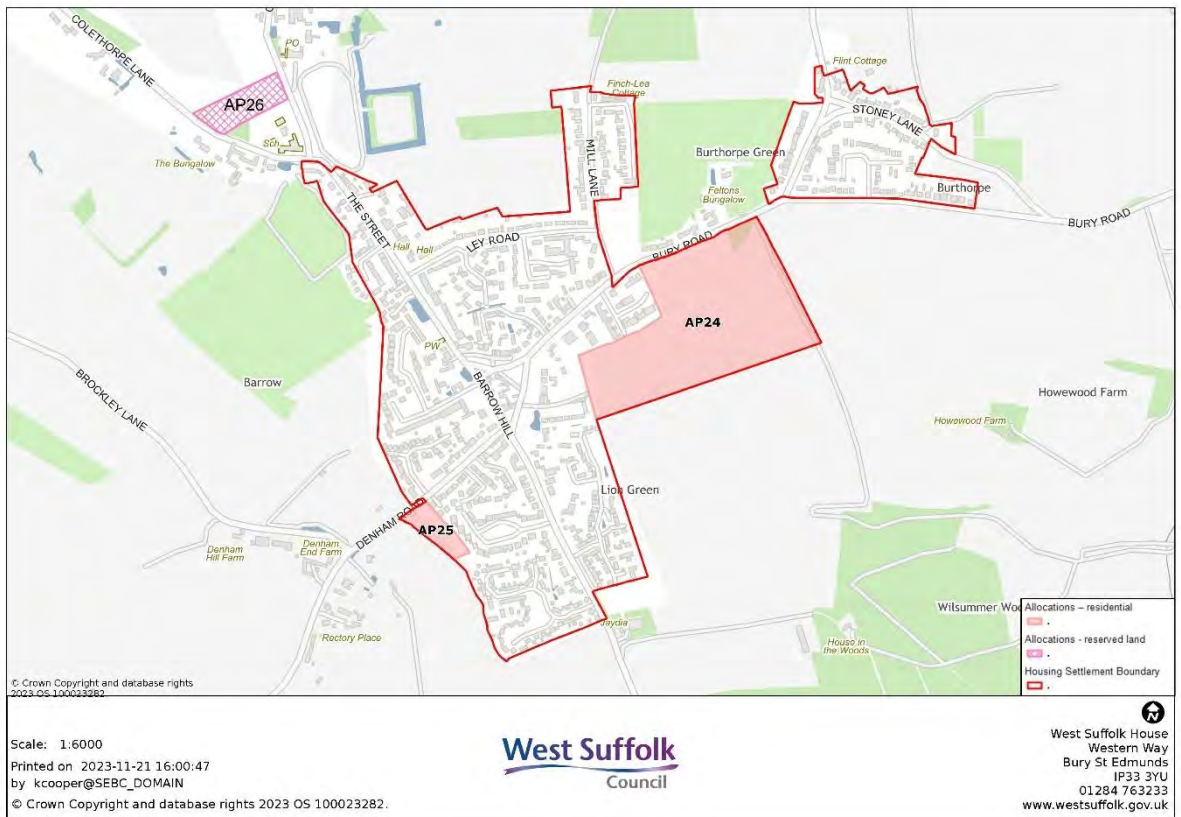 COLETHORPE LANE
PO
AP26
Sch
The Bungalow
THE STREET
Hall
Hall
LEY ROAD
MILL LANE
Finch-Lea
Cottage
Flint Cottage
STONEY LANE
Burthorpe Green
Burthorpe
Feltons
Bungalow
BURY ROAD
BURY ROAD
AP24
PW
BARROW HILL
Barrow
BROCKLEY LANE
Howewood Farm
Howewood Farm
Lion Green
DENHAM ROAD
AP25
Denham
Hill Farm
Denham
End Farm
Rectory Place
Jaydia
House in
the Woods
Wilsummer
Allocations – residential
Allocations - reserved land
Housing Settlement Boundary
© Crown Copyright and database rights
2023 OS 100023282.
Scale: 1:6000
Printed on 2023-11-21 16:00:47
by kcooper@SEBC_DOMAIN
© Crown Copyright and database rights 2023 OS 100023282.
West Suffolk
Council
N
West Suffolk House
Western Way
Bury St Edmunds
IP33 3YU
01284 763233
www.westsuffolk.gov.uk